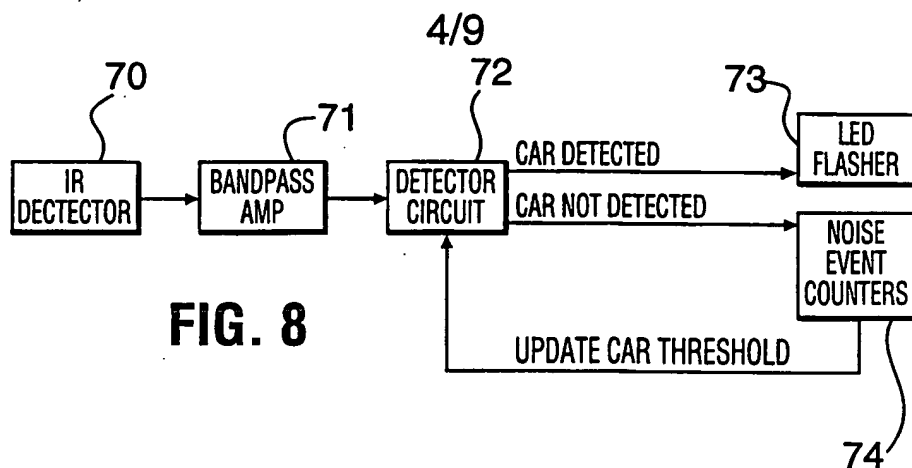 4/9
70
71
72
73
IR
DECTECTOR
BANDPASS
AMP
DETECTOR
CIRCUIT
CAR DETECTED
CAR NOT DETECTED
LED
FLASHER
NOISE
EVENT
COUNTERS
UPDATE CAR THRESHOLD
74
FIG. 8